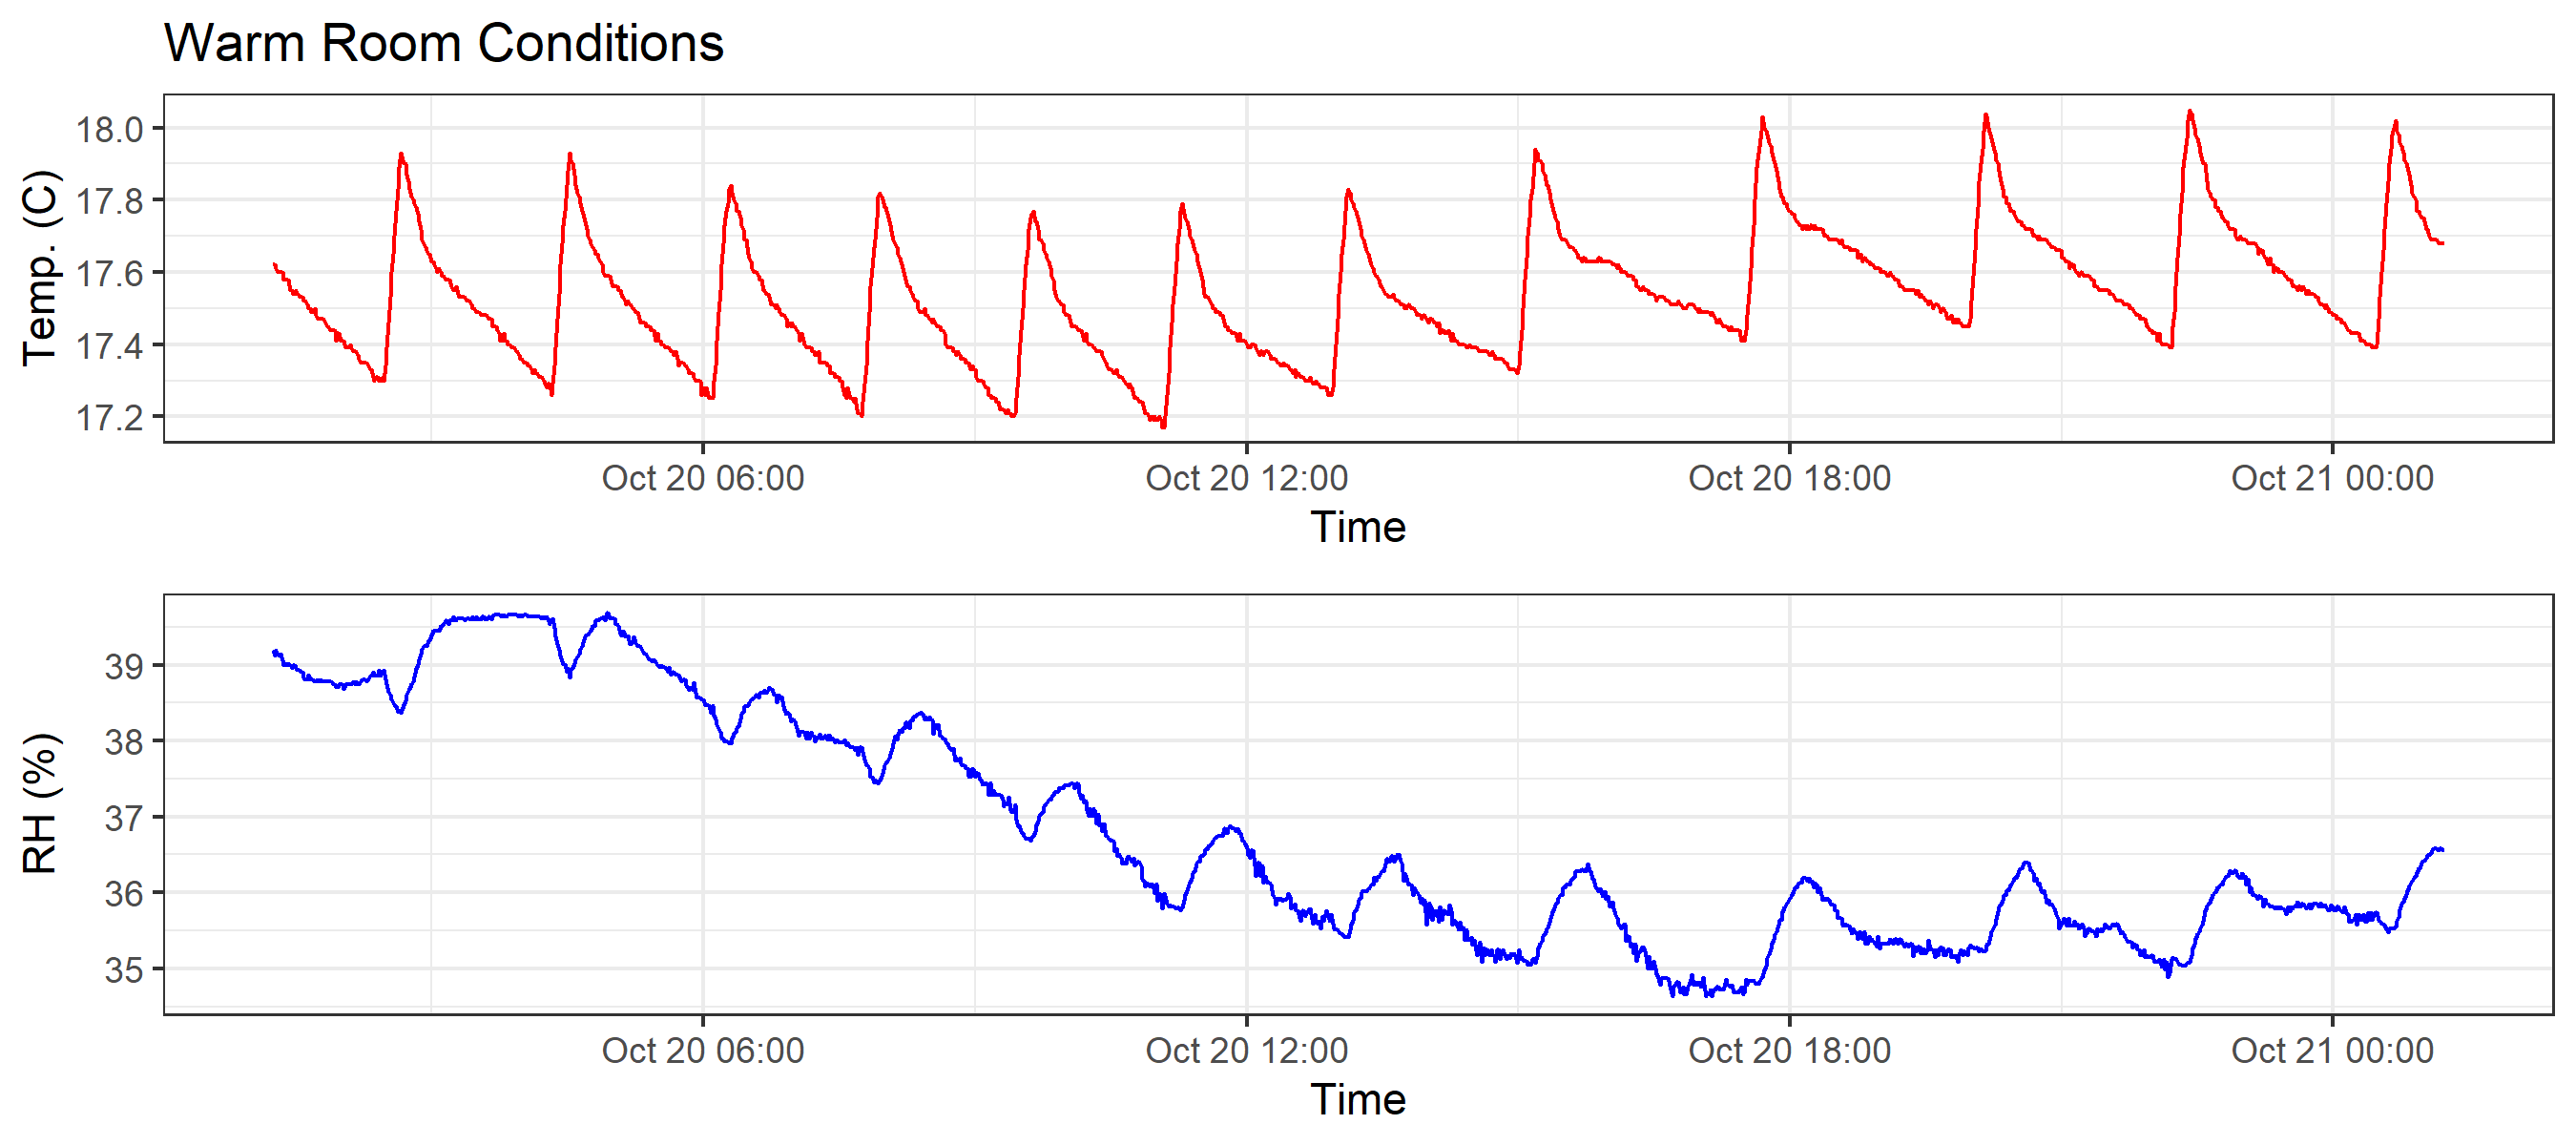 Warm Room Conditions
Temp. (C)
18.0
17.8
17.6
17.4
17.2
Oct 20 06:00 Oct 20 12:00 Oct 20 18:00 Oct 21 00:00
Time
RH (%)
39
38
37
36
35
Oct 20 06:00 Oct 20 12:00 Oct 20 18:00 Oct 21 00:00
Time